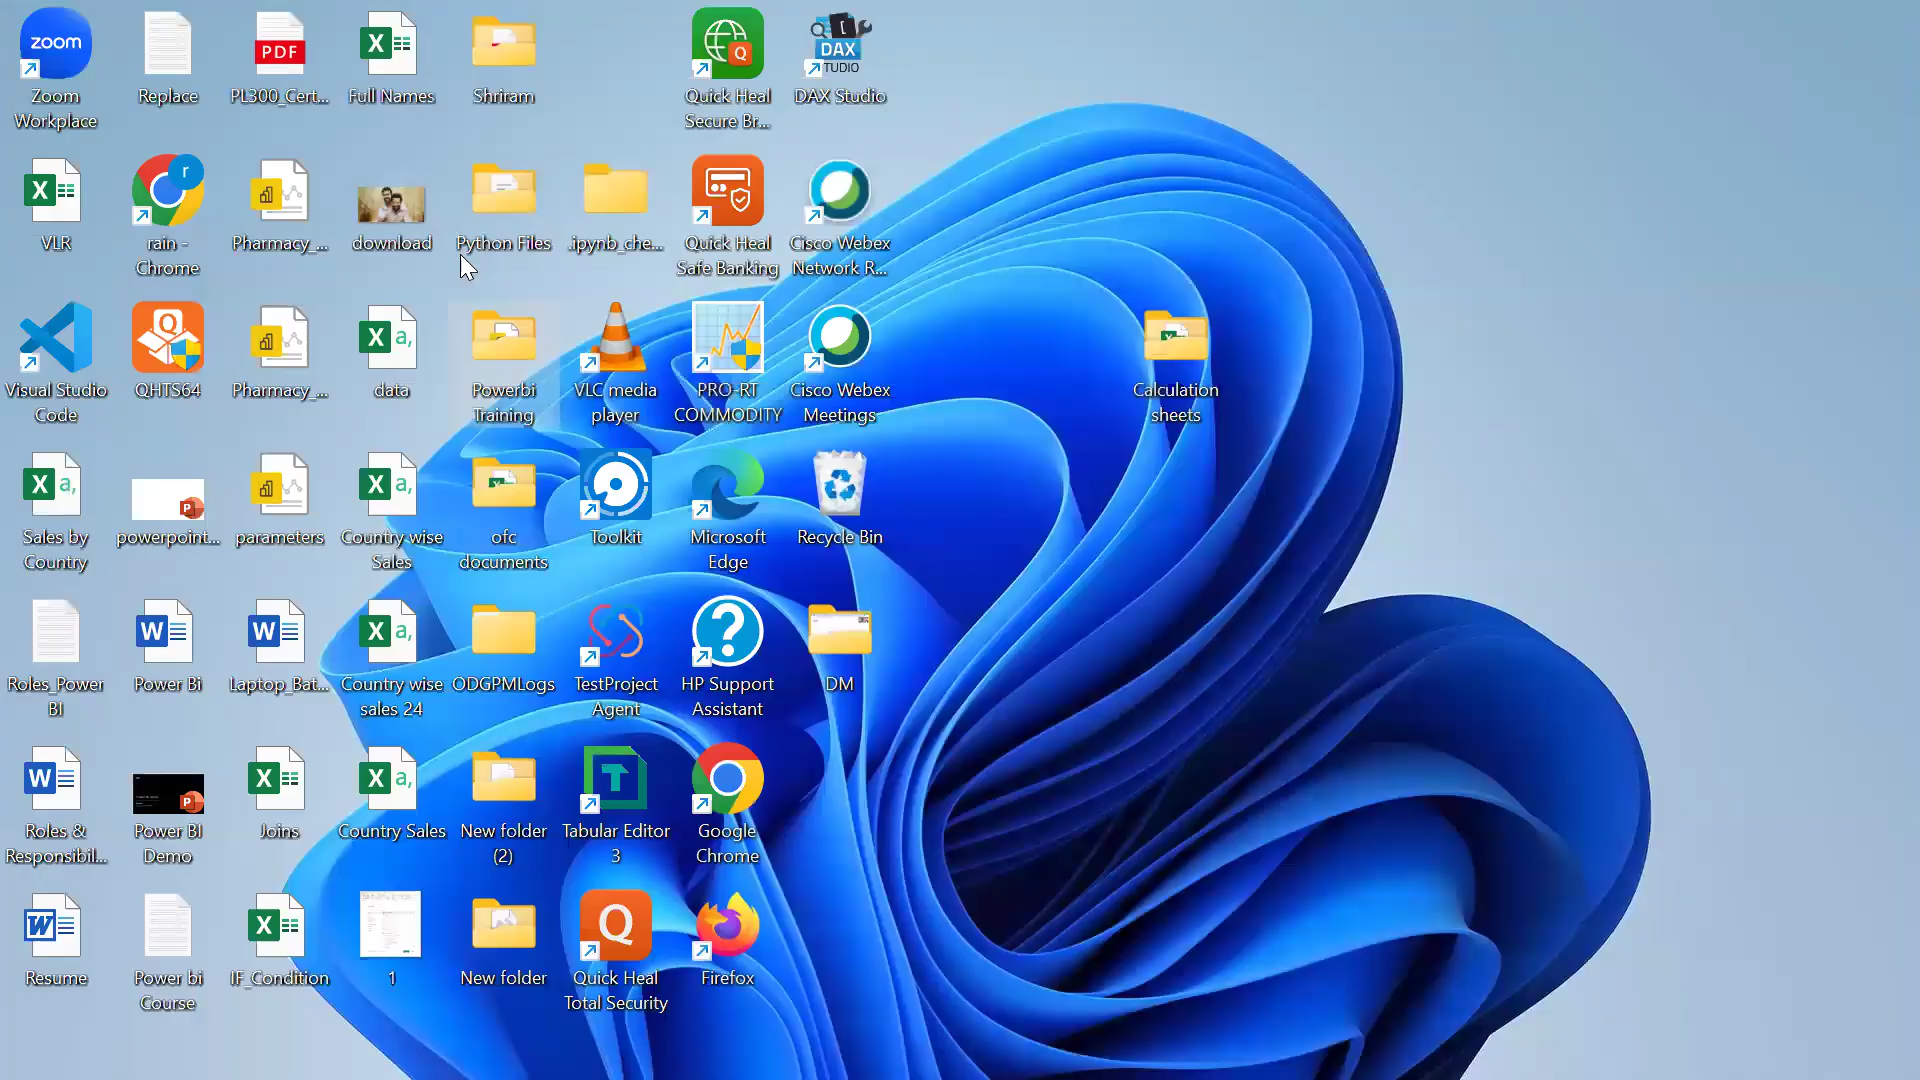 zoom
Zoom
Workplace
Replace
PDF
PL300_Cert...
Full Names
Shriram
Q
Quick Heal
Secure Br...
DAX
STUDIO
DAX Studio
VLR
r
rain -
Chrome
Pharmacy_...
download
Python Files
.ipynb_che...
Quick Heal
Safe Banking
Cisco Webex
Network R...
Visual Studio
Code
QHTS64
Pharmacy_...
data
Powerbi
Training
VLC media
player
PRO-RT
COMMODITY
Cisco Webex
Meetings
Calculation
sheets
Sales by
Country
powerpoint...
parameters
Country wise
Sales
ofc
documents
Toolkit
Microsoft
Edge
Recycle Bin
Roles_Power
BI
Power Bi
Laptop_Bat...
Country wise
sales 24
ODGPMLogs
TestProject
Agent
HP Support
Assistant
DM
Roles &
Responsibil...
Power BI
Demo
Joins
Country Sales
New folder
(2)
Tabular Editor
3
Google
Chrome
Resume
Power bi
Course
IF_Condition
1
New folder
Quick Heal
Total Security
Firefox